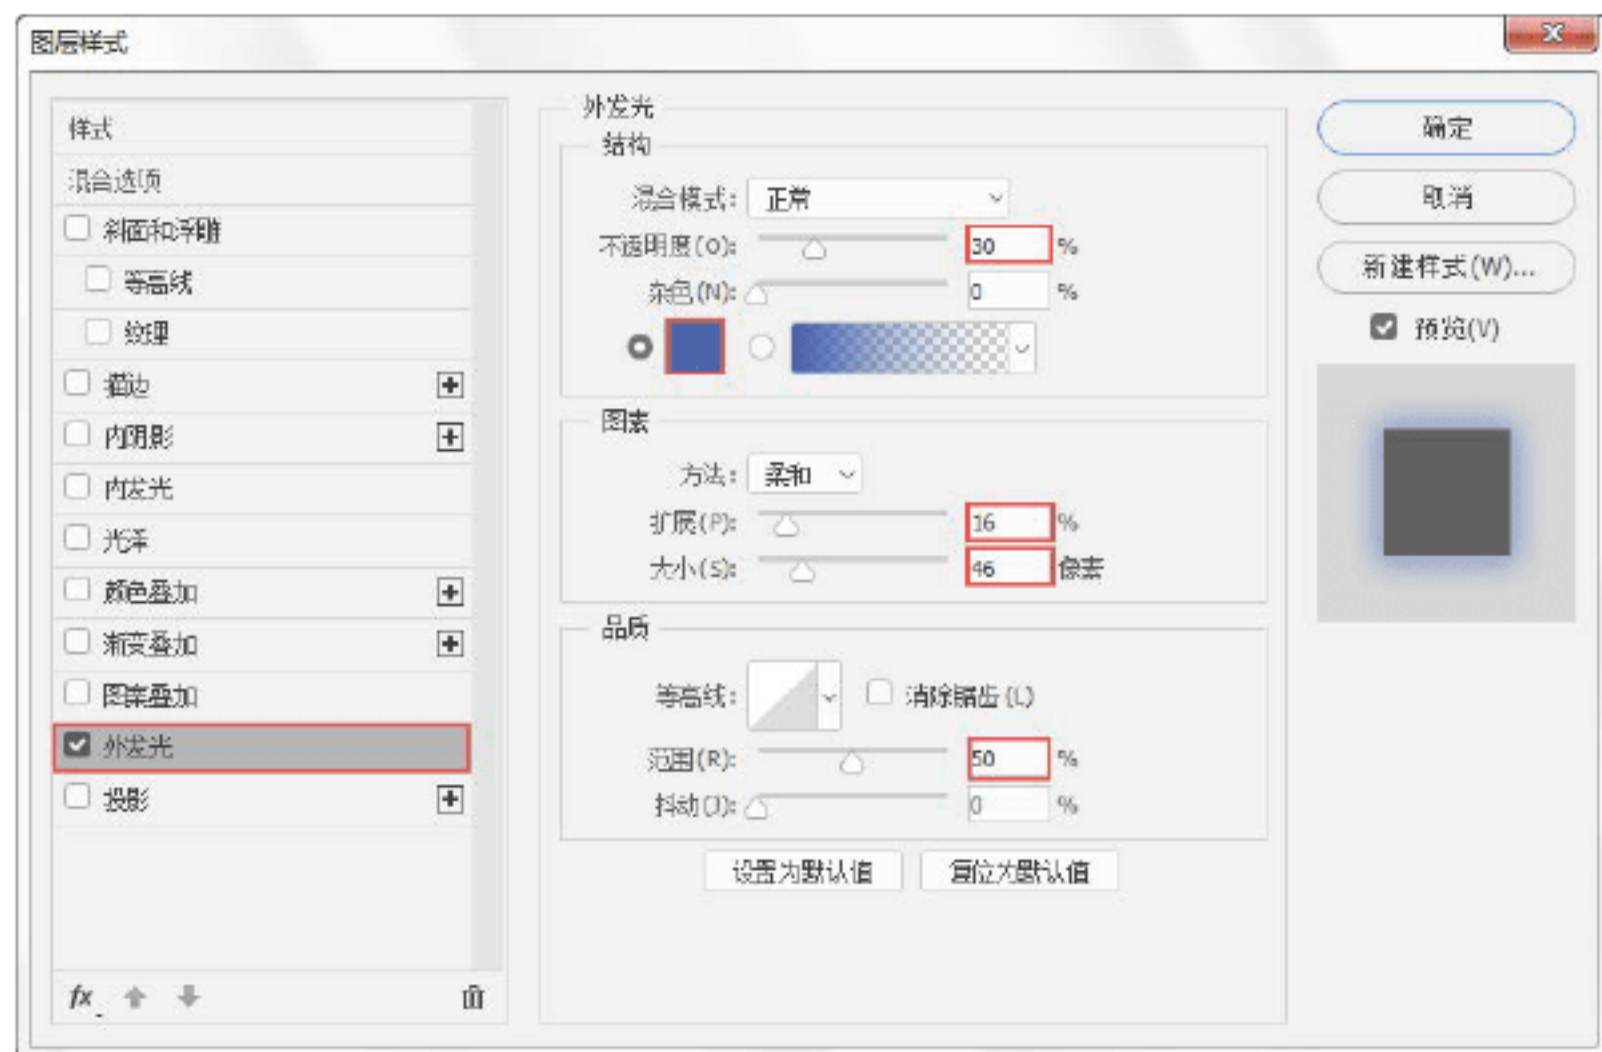 图层样式
样式
混合选项
斜面和浮雕
等高线
纹理
描边
内阴影
内发光
光泽
颜色叠加
渐变叠加
图案叠加
外发光
投影
fx
外发光
结构
混合模式: 正常
不透明度(O): 30 %
杂色(N): 0 %
图素
方法: 柔和
扩展(P): 16 %
大小(S): 46 像素
品质
等高线: 消除锯齿(L)
范围(R): 50 %
抖动(J): 0 %
设置为默认值 复位为默认值
确定
取消
新建样式(W)...
预览(V)